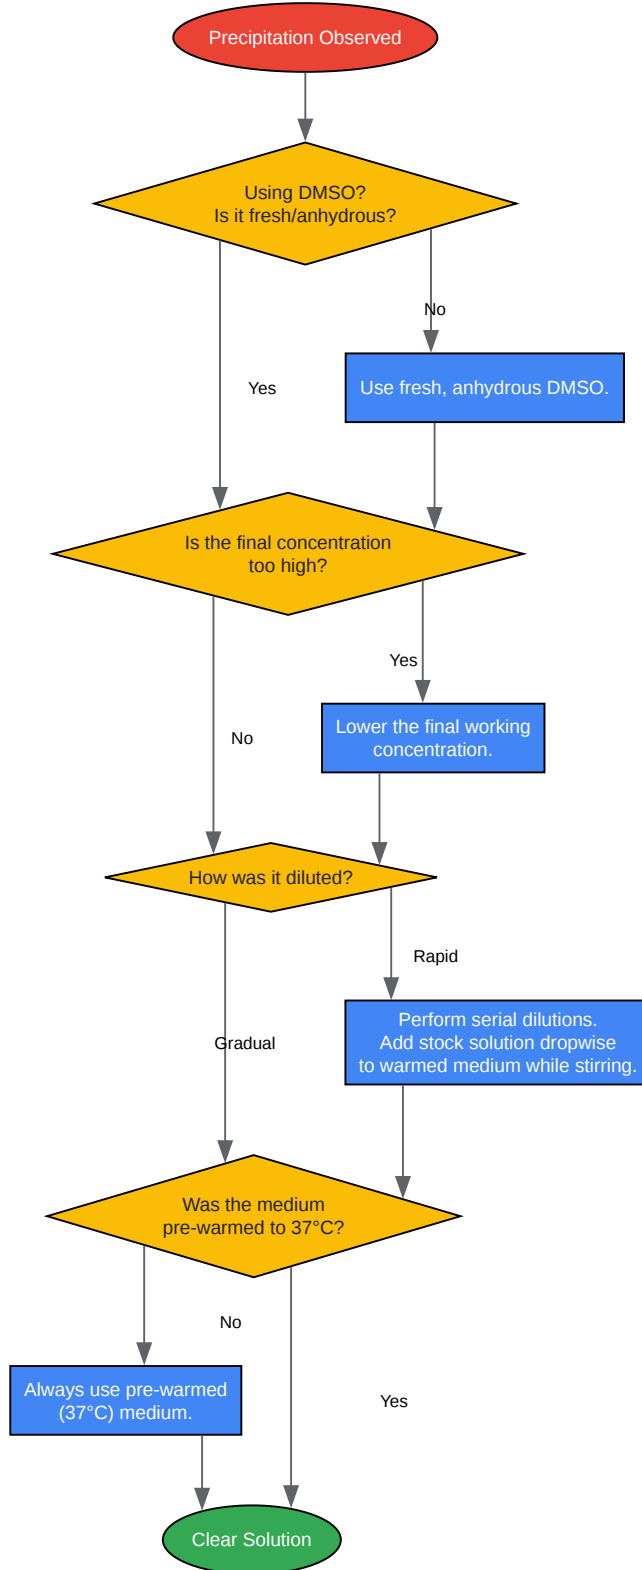 Precipitation Observed
Using DMSO?
Is it fresh/anhydrous?
No
Yes
Use fresh, anhydrous DMSO.
Is the final concentration
too high?
Yes
No
Lower the final working
concentration.
How was it diluted?
Rapid
Gradual
Perform serial dilutions.
Add stock solution dropwise
to warmed medium while stirring.
Was the medium
pre-warmed to 37°C?
No
Yes
Always use pre-warmed
(37°C) medium.
Clear Solution